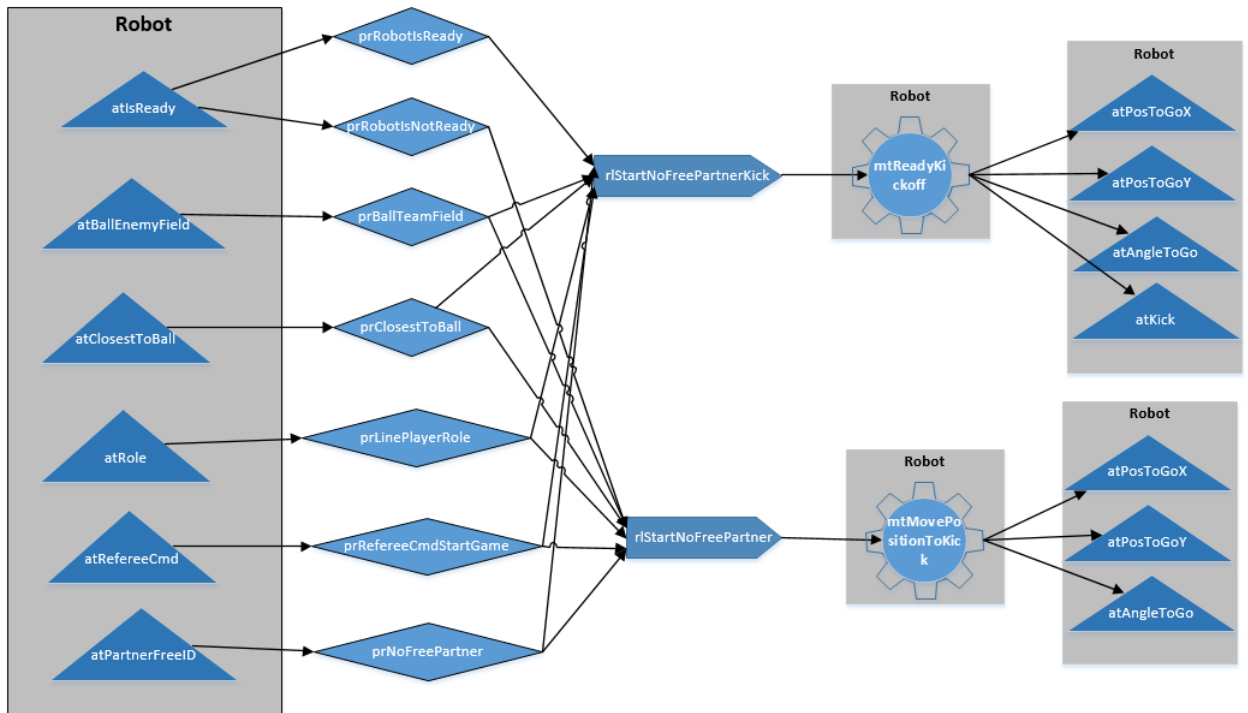 Robot
atIsReady
atBallEnemyField
atClosestToBall
atRole
atRefereeCmd
atPartnerFreeID
prRobotIsReady
prRobotIsNotReady
prBallTeamField
prClosestToBall
prLinePlayerRole
prRefereeCmdStartGame
prNoFreePartner
rlStartNoFreePartnerKick
rlStartNoFreePartner
Robot
mtReadyKi
ckoff
Robot
mtMovePo
sitionToKic
k
Robot
atPosToGoX
atPosToGoY
atAngleToGo
atKick
Robot
atPosToGoX
atPosToGoY
atAngleToGo